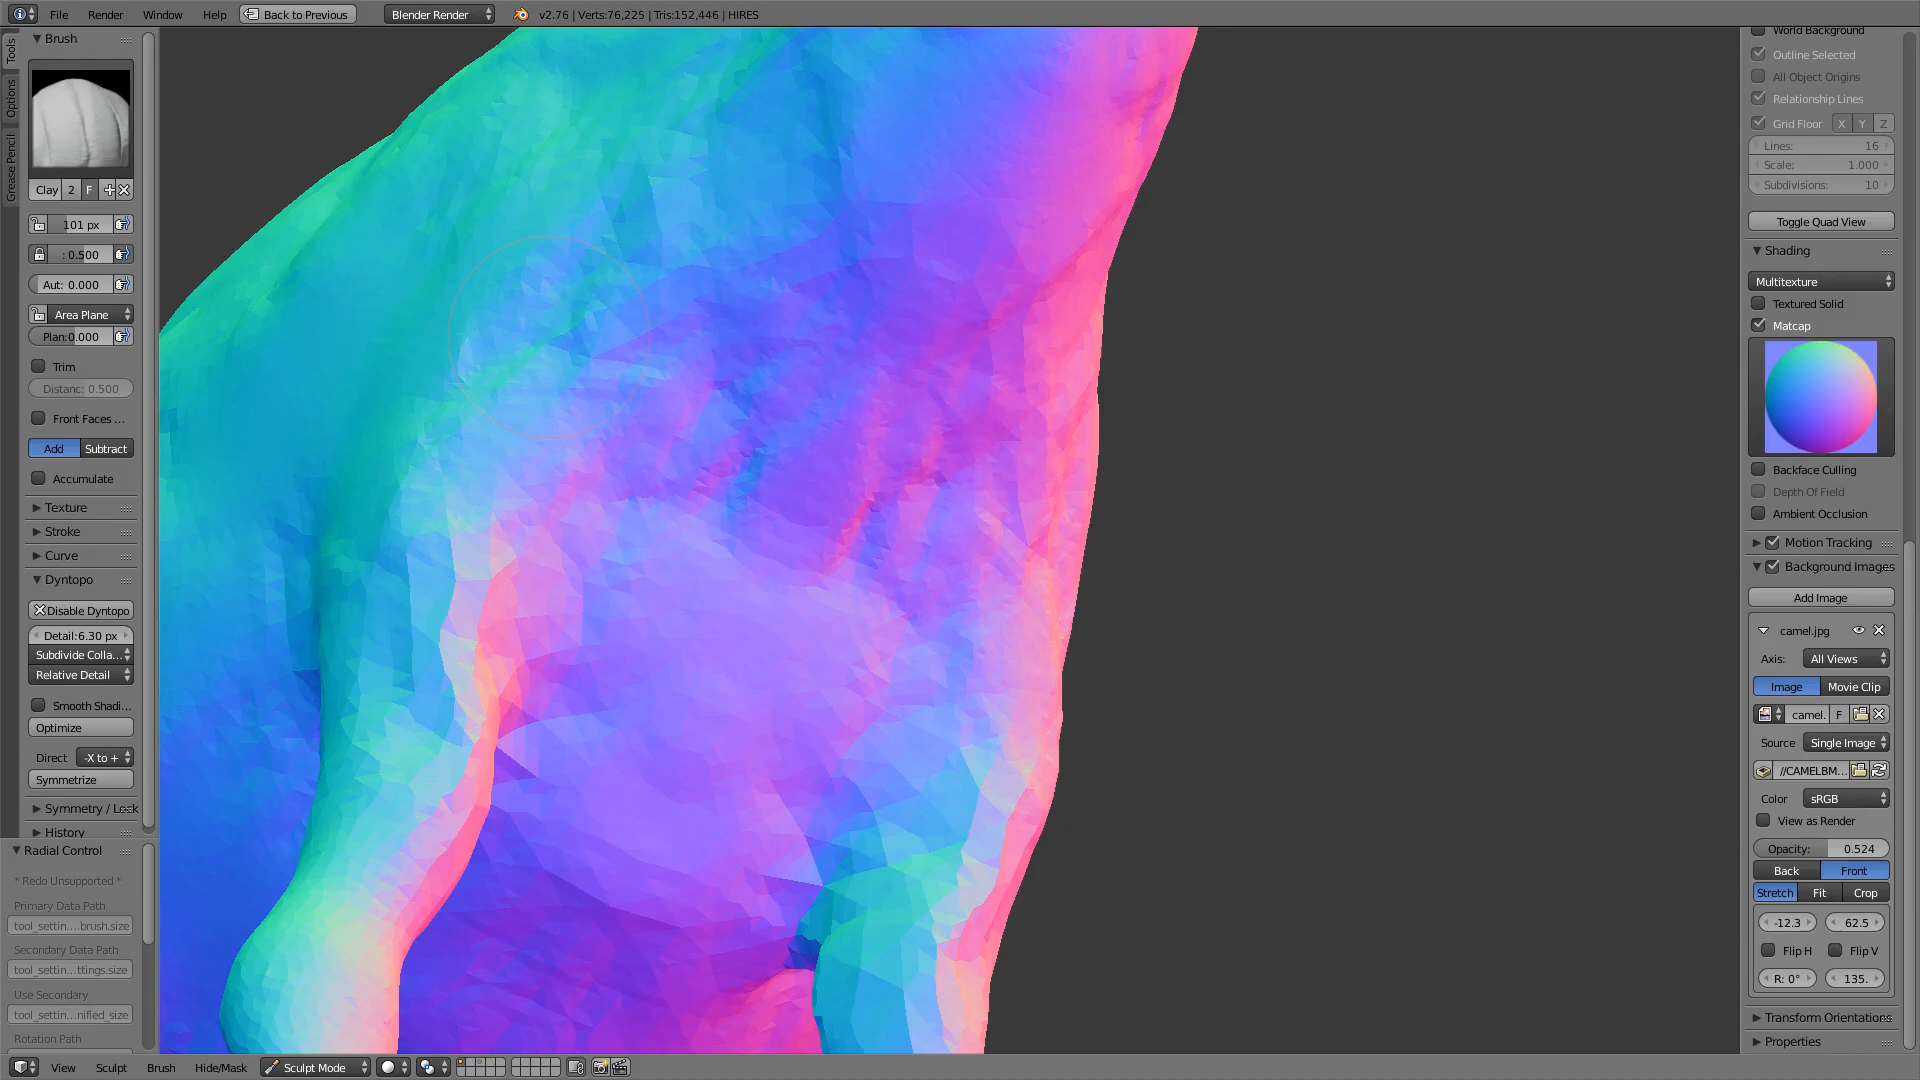 File Render Window Help Back to Previous Blender Render v2.76 | Verts:76,225 | Tris:152,446 | HIRES
Tools
Options
Grease Pencil
Brush
Clay 2 F
101 px
: 0.500
Aut: 0.000
Area Plane
Plan:0.000
Trim
Distanc: 0.500
Front Faces ...
Add Subtract
Accumulate
Texture
Stroke
Curve
Dyntopo
Disable Dyntopo
Detail:6.30 px
Subdivide Colla...
Relative Detail
Smooth Shadi...
Optimize
Direct -X to +
Symmetrize
Symmetry / Lock
History
Radial Control
* Redo Unsupported *
Primary Data Path
tool_settin....brush.size
Secondary Data Path
tool_settin...ttings.size
Use Secondary
tool_settin...nified_size
Rotation Path
World Background
Outline Selected
All Object Origins
Relationship Lines
Grid Floor X Y Z
Lines: 16
Scale: 1.000
Subdivisions: 10
Toggle Quad View
Shading
Multitexture
Textured Solid
Matcap
Backface Culling
Depth Of Field
Ambient Occlusion
Motion Tracking
Background Images
Add Image
camel.jpg
Axis: All Views
Image Movie Clip
camel. F
Source Single Image
//CAMELBM...
Color sRGB
View as Render
Opacity: 0.524
Back Front
Stretch Fit Crop
-12.3 62.5
Flip H Flip V
R: 0° 135.
Transform Orientations
Properties
View Sculpt Brush Hide/Mask Sculpt Mode